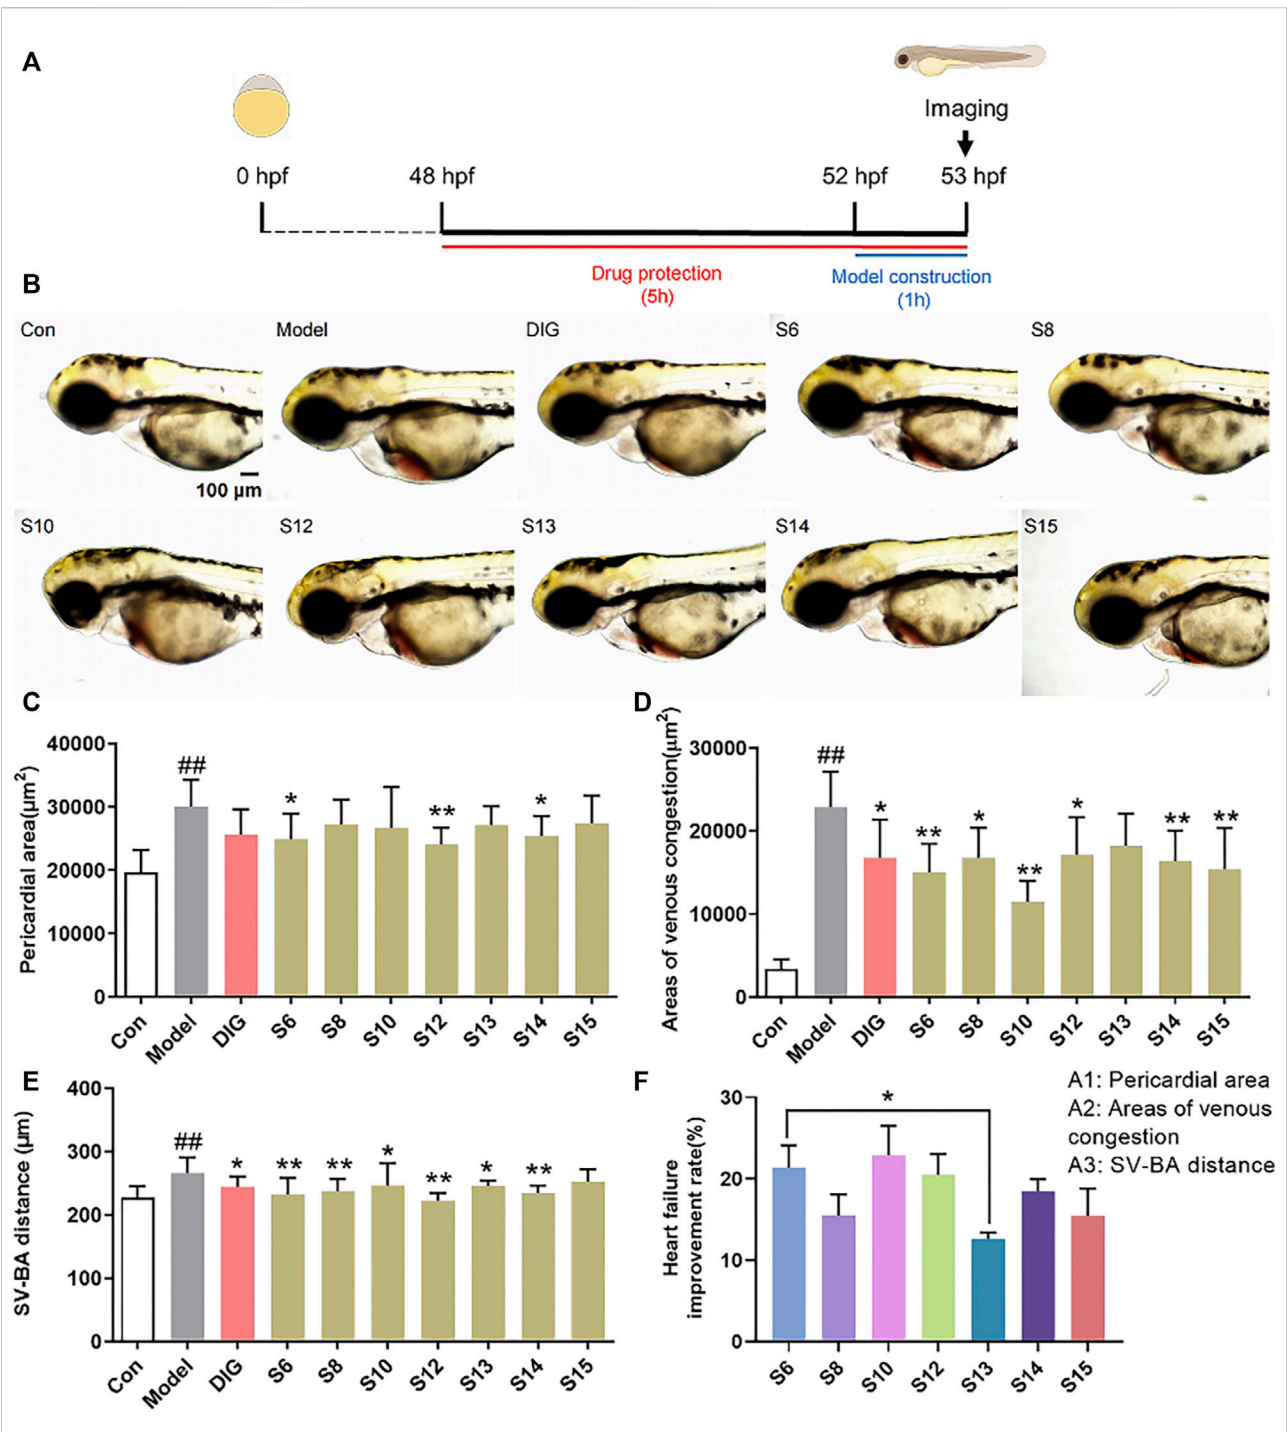 A
Imaging
0 hpf
48 hpf
52 hpf
53 hpf
Drug protection
(5h)
Model construction
(1h)
B
Con
Model
DIG
S6
S8
100 µm
S10
S12
S13
S14
S15
C
Pericardial area(µm²)
40000
30000
20000
10000
0
##
*
**
*
Con
Model
DIG
S6
S8
S10
S12
S13
S14
S15
D
Areas of venous congestion(µm²)
30000
20000
10000
0
##
*
**
*
**
*
**
**
Con
Model
DIG
S6
S8
S10
S12
S13
S14
S15
E
SV-BA distance (µm)
400
300
200
100
0
##
*
**
**
*
**
*
**
Con
Model
DIG
S6
S8
S10
S12
S13
S14
S15
F
Heart failure
improvement rate(%)
30
20
10
0
*
S6
S8
S10
S12
S13
S14
S15
A1: Pericardial area
A2: Areas of venous
congestion
A3: SV-BA distance